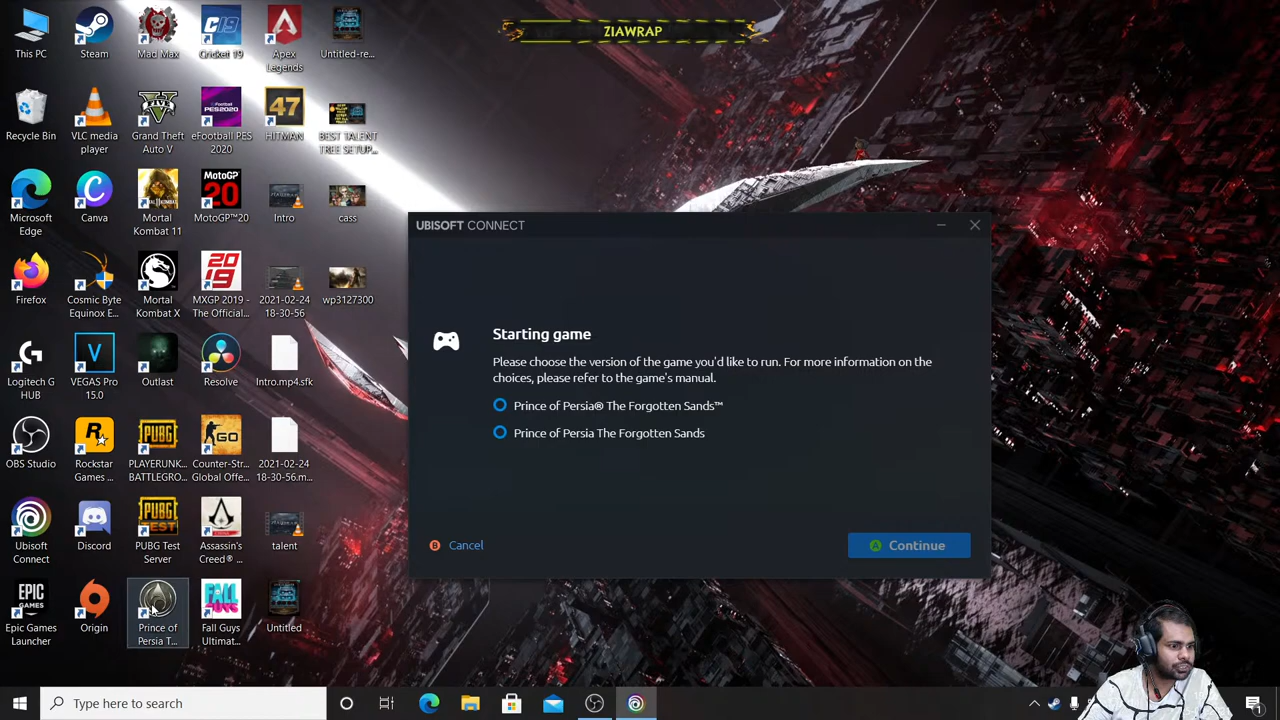 ZIAWRAP
This PC
Steam
Mad Max
Cricket 19
Apex
Legends
Untitled-re...
Recycle Bin
VLC media
player
Grand Theft
Auto V
eFootball PES
2020
HITMAN
BEST TALENT
TREE SETUP...
Microsoft
Edge
Canva
Mortal
Kombat 11
MotoGP™20
Intro
cass
Firefox
Cosmic Byte
Equinox E...
Mortal
Kombat X
MXGP 2019 -
The Official...
2021-02-24
18-30-56
wp3127300
Logitech G
HUB
VEGAS Pro
15.0
Outlast
Resolve
Intro.mp4.sfk
OBS Studio
Rockstar
Games ...
PLAYERUNK...
BATTLEGRO...
Counter-Str...
Global Offe...
2021-02-24
18-30-56.m...
Ubisoft
Connect
Discord
PUBG Test
Server
Assassin's
Creed® ...
talent
Epic Games
Launcher
Origin
Prince of
Persia T...
Fall Guys
Ultimat...
Untitled
UBISOFT CONNECT
Starting game
Please choose the version of the game you'd like to run. For more information on the
choices, please refer to the game's manual.
Prince of Persia® The Forgotten Sands™
Prince of Persia The Forgotten Sands
B Cancel
A Continue
Type here to search